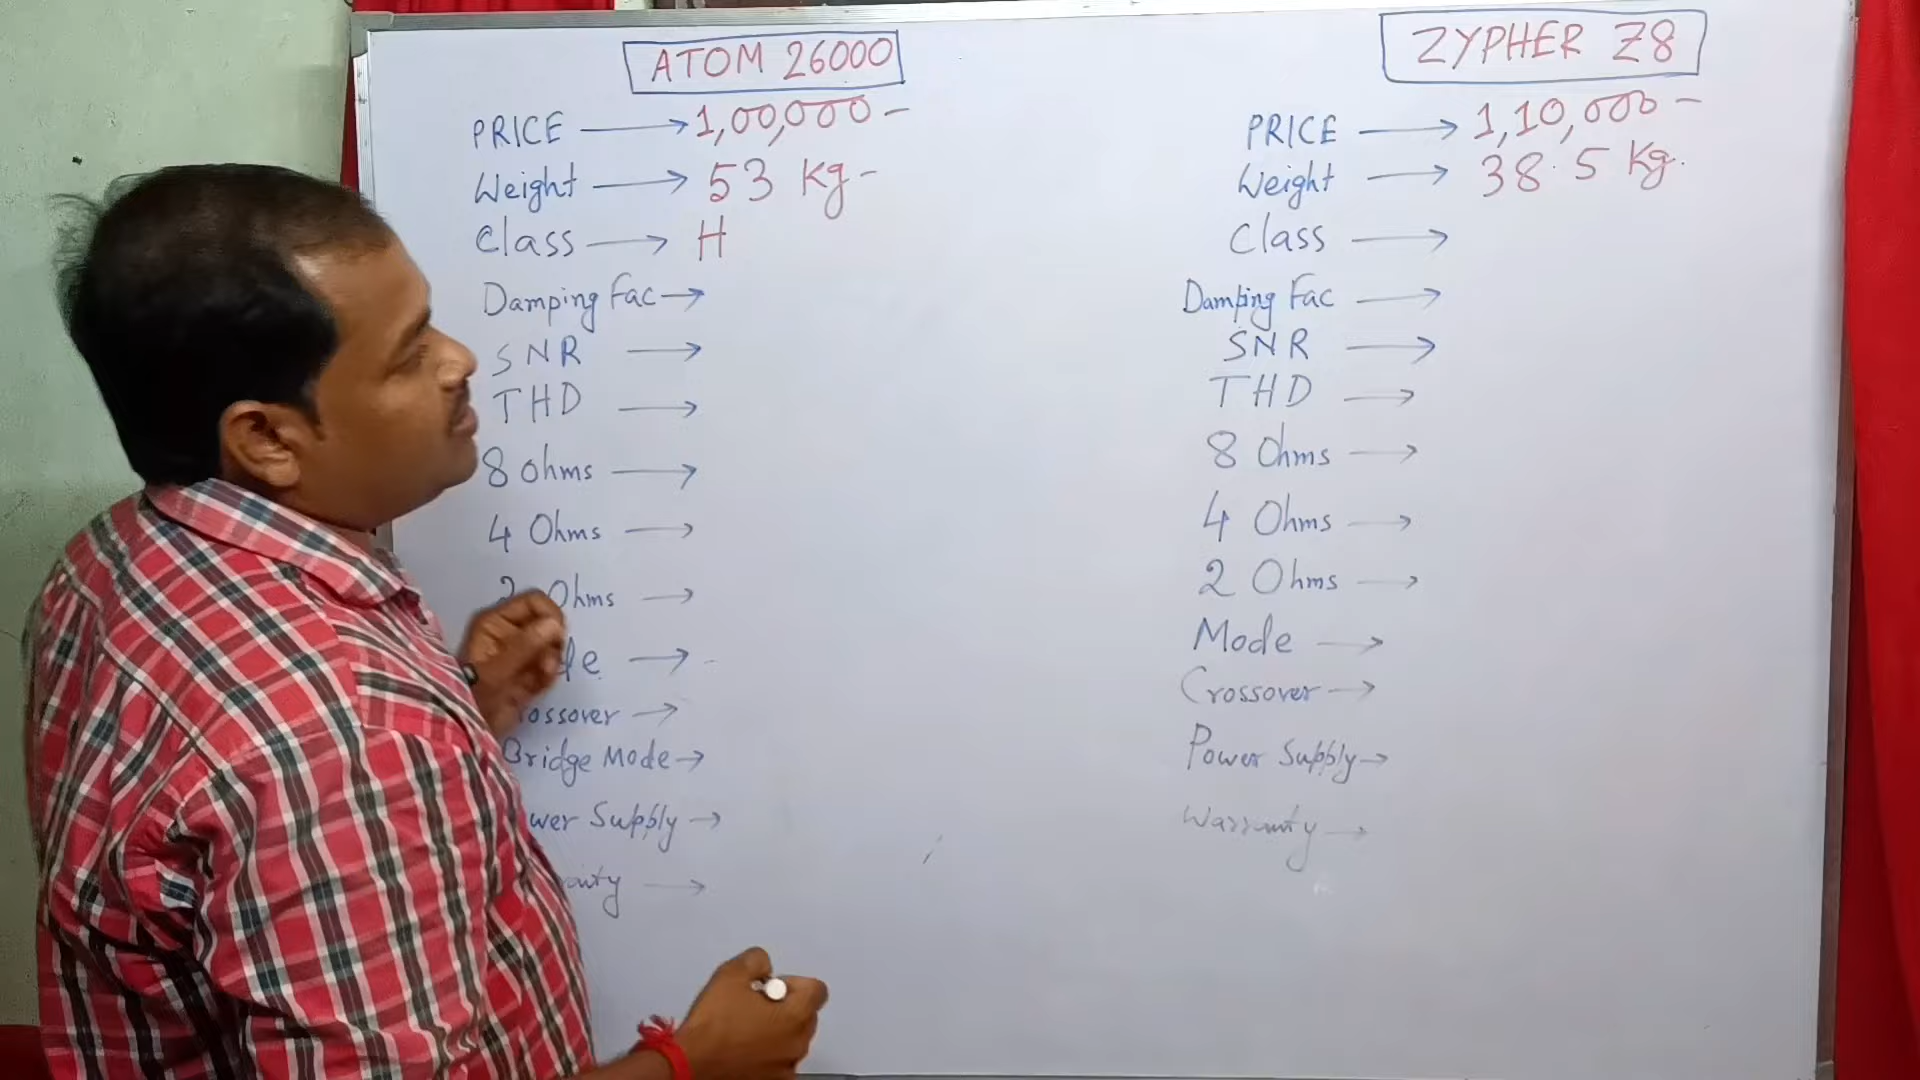 ATOM 26000
PRICE → 1,00,000 -
Weight → 53 Kg -
Class → H
Damping Fac →
SNR →
THD →
8 Ohms →
4 Ohms →
2 Ohms →
→
→
Bridge Mode →
Supply →
→
ZYPHER Z8
PRICE → 1,10,000 -
Weight → 38.5 Kg.
Class →
Damping Fac →
SNR →
THD →
8 Ohms →
4 Ohms →
2 Ohms →
Mode →
Crossover →
Power Supply →
Warranty →